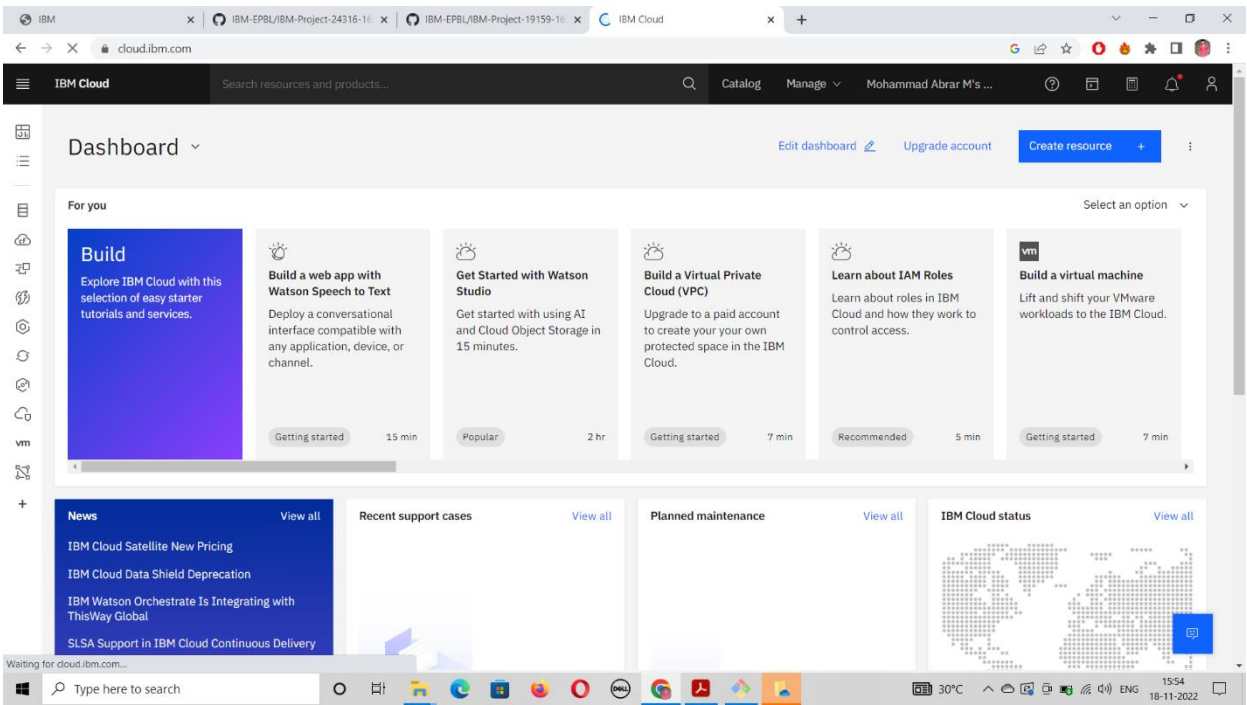 IBM
IBM-EPBL/IBM-Project-24316-16
IBM-EPBL/IBM-Project-19159-16
IBM Cloud
cloud.ibm.com
IBM Cloud
Search resources and products...
Catalog
Manage
Mohammad Abrar M's ...
Dashboard
Edit dashboard
Upgrade account
Create resource +
For you
Select an option
Build
Explore IBM Cloud with this
selection of easy starter
tutorials and services.
Build a web app with
Watson Speech to Text
Deploy a conversational
interface compatible with
any application, device, or
channel.
Getting started 15 min
Get Started with Watson
Studio
Get started with using AI
and Cloud Object Storage in
15 minutes.
Popular 2 hr
Build a Virtual Private
Cloud (VPC)
Upgrade to a paid account
to create your your own
protected space in the IBM
Cloud.
Getting started 7 min
Learn about IAM Roles
Learn about roles in IBM
Cloud and how they work to
control access.
Recommended 5 min
vm
Build a virtual machine
Lift and shift your VMware
workloads to the IBM Cloud.
Getting started 7 min
vm
News View all
IBM Cloud Satellite New Pricing
IBM Cloud Data Shield Deprecation
IBM Watson Orchestrate Is Integrating with
ThisWay Global
SLSA Support in IBM Cloud Continuous Delivery
Recent support cases View all
Planned maintenance View all
IBM Cloud status View all
Waiting for cloud.ibm.com...
Type here to search
DELL
30°C
ENG
15:54
18-11-2022